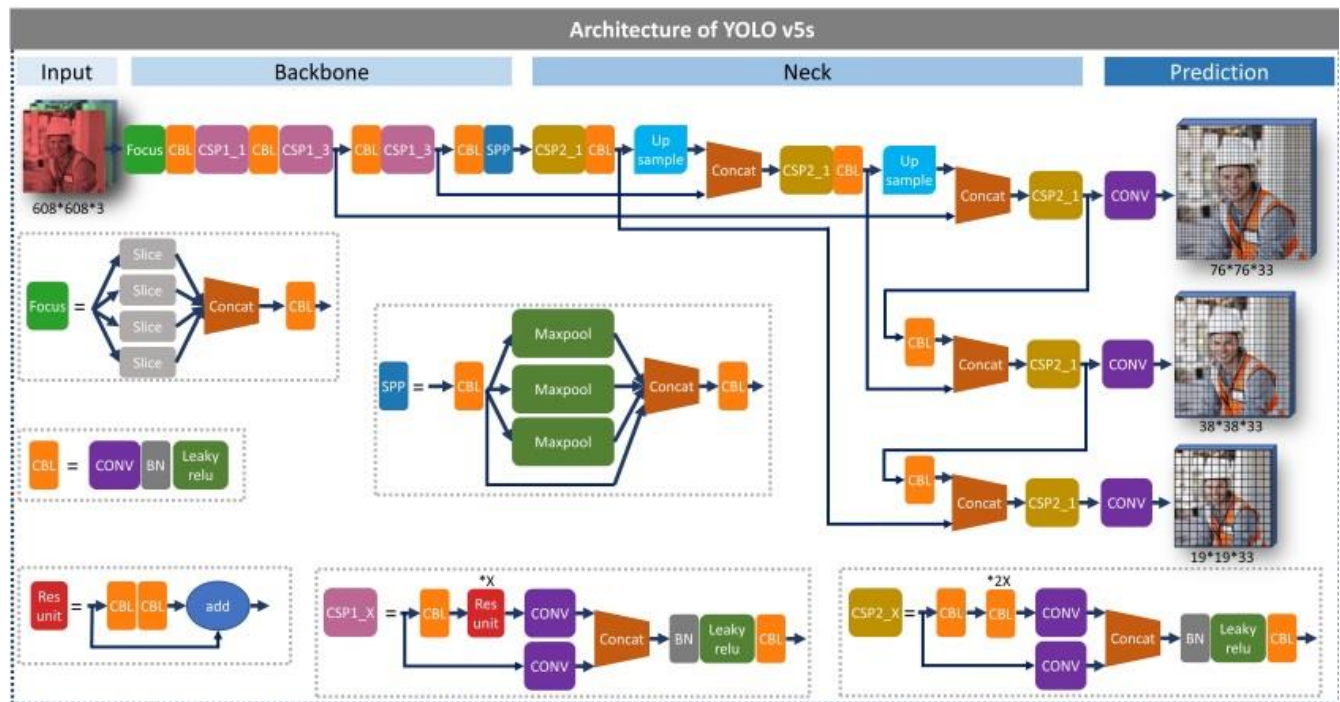 Architecture of YOLO v5s
Input Backbone Neck Prediction
Focus CBL CSP1_1 CBL CSP1_3 CBL CSP1_3 CBL SPP CSP2_1 CBL Up sample Concat CSP2_1 CBL Up sample Concat CSP2_1 CONV
608*608*3
76*76*33
Focus = Slice Slice Slice Slice Concat CBL
SPP = CBL Maxpool Maxpool Maxpool Concat CBL
CBL Concat CSP2_1 CONV
38*38*33
CBL = CONV BN Leaky relu
CBL Concat CSP2_1 CONV
19*19*33
Res unit = CBL CBL add
*X
CSP1_X = CBL Res unit CONV CONV Concat BN Leaky relu CBL
*2X
CSP2_X = CBL CBL CONV CONV Concat BN Leaky relu CBL